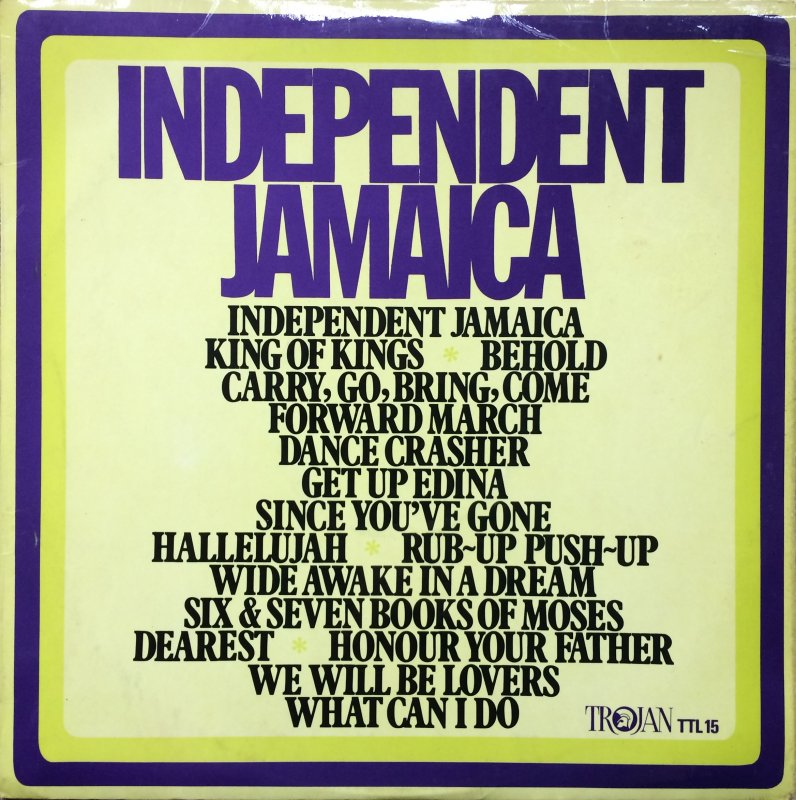 INDEPENDENT
JAMAICA
INDEPENDENT JAMAICA
KING OF KINGS * BEHOLD
CARRY, GO, BRING, COME
FORWARD MARCH
DANCE CRASHER
GET UP EDINA
SINCE YOU'VE GONE
HALLELUJAH * RUB~UP PUSH~UP
WIDE AWAKE IN A DREAM
SIX & SEVEN BOOKS OF MOSES
DEAREST * HONOUR YOUR FATHER
WE WILL BE LOVERS
WHAT CAN I DO
TROJAN TTL 15